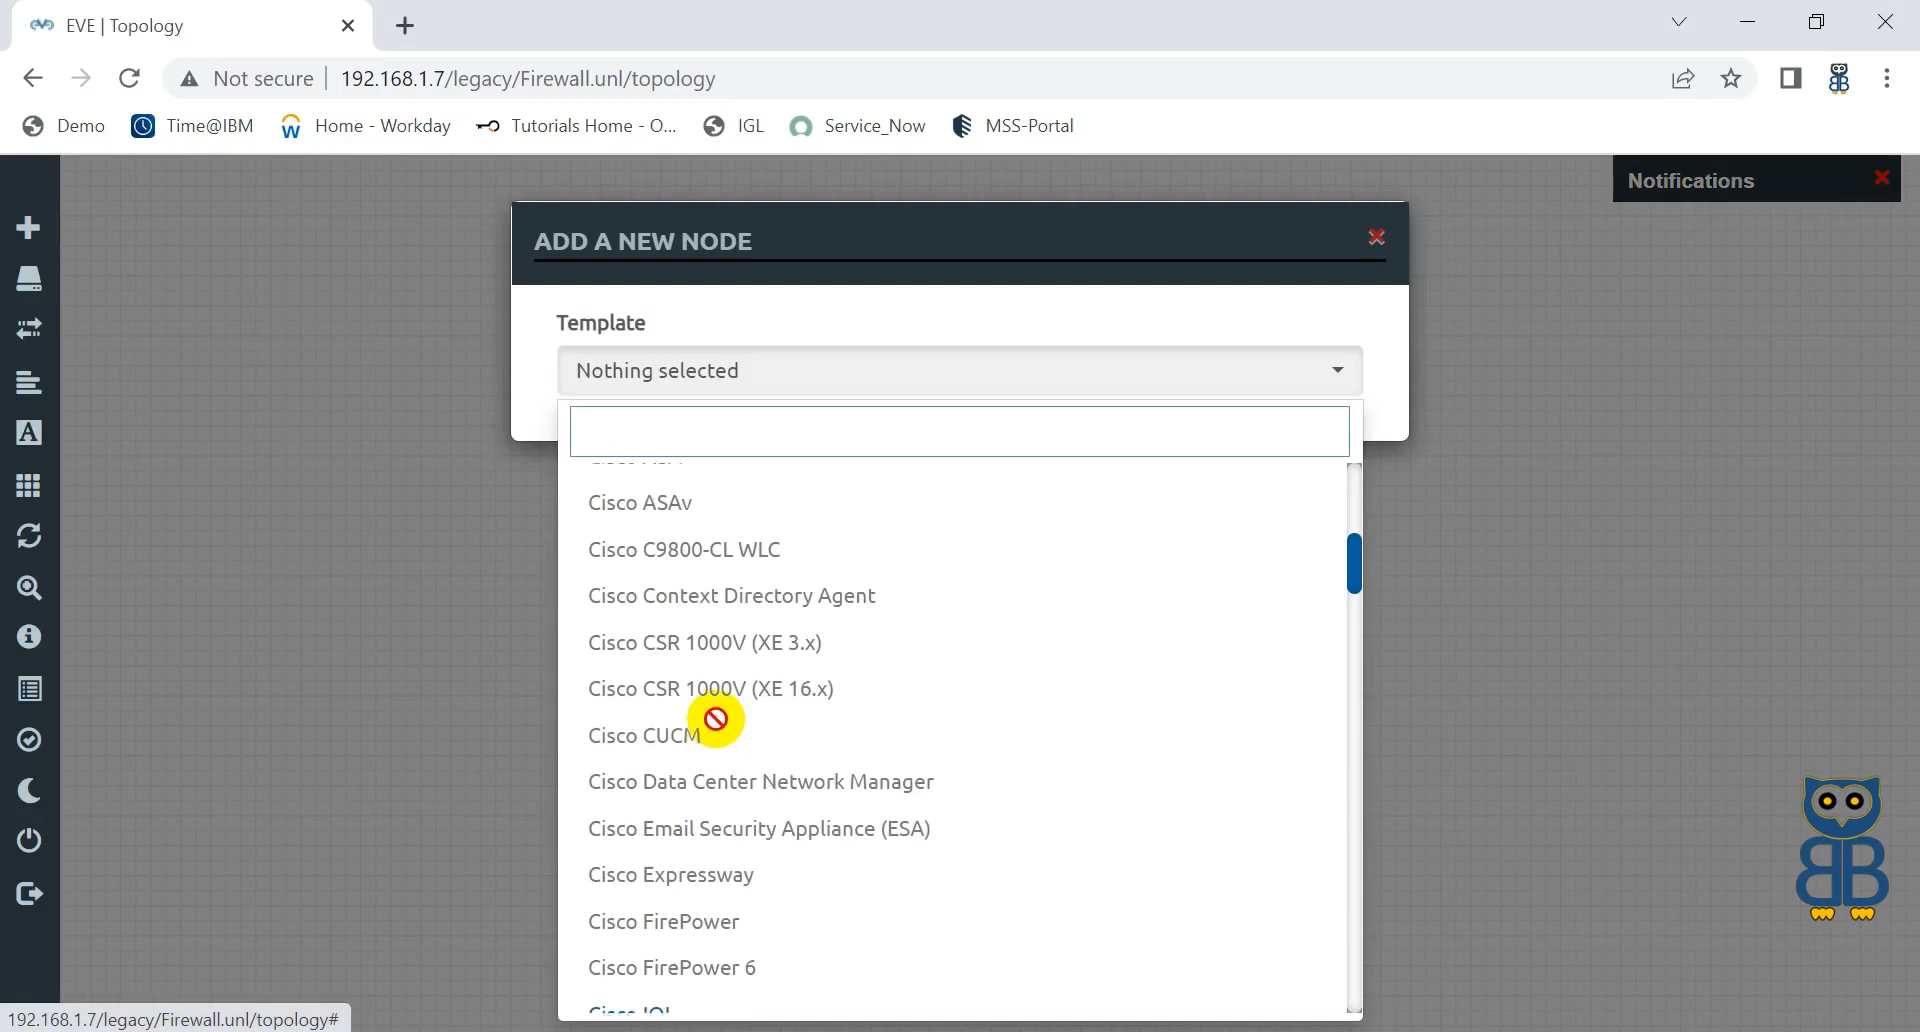 EVE | Topology
Not secure
192.168.1.7/legacy/Firewall.unl/topology
Demo
Time@IBM
Home - Workday
Tutorials Home - O...
IGL
Service_Now
MSS-Portal
Notifications
ADD A NEW NODE
Template
Nothing selected
Cisco ASAv
Cisco C9800-CL WLC
Cisco Context Directory Agent
Cisco CSR 1000V (XE 3.x)
Cisco CSR 1000V (XE 16.x)
Cisco CUCM
Cisco Data Center Network Manager
Cisco Email Security Appliance (ESA)
Cisco Expressway
Cisco FirePower
Cisco FirePower 6
Cisco IOL
BB
192.168.1.7/legacy/Firewall.unl/topology#